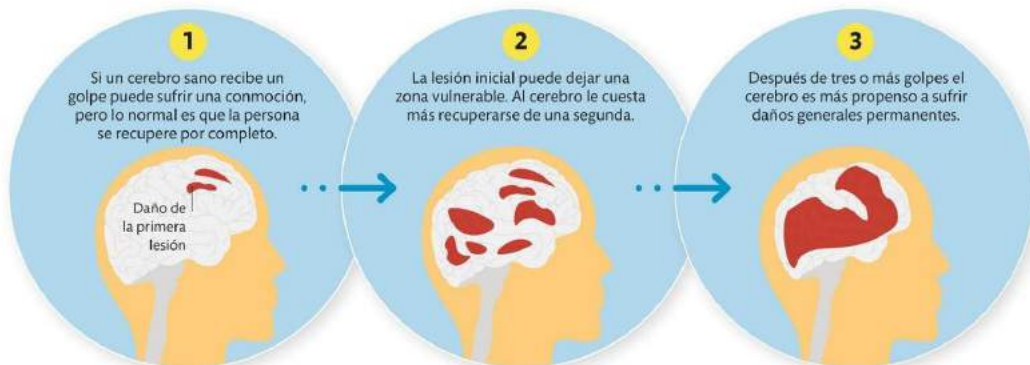 1
Si un cerebro sano recibe un
golpe puede sufrir una conmoción,
pero lo normal es que la persona
se recupere por completo.
Daño de
la primera
lesión
2
La lesión inicial puede dejar una
zona vulnerable. Al cerebro le cuesta
más recuperarse de una segunda.
3
Después de tres o más golpes el
cerebro es más propenso a sufrir
daños generales permanentes.